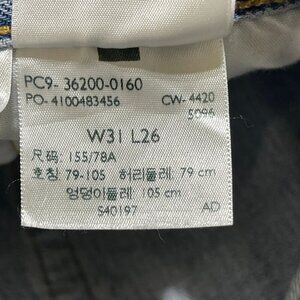 PC9- 36200-0160
PO- 4100483456 CW- 4420
5096
W31 L26
尺码: 155/78A
호칭 79-105 허리둘레 79 cm
엉덩이둘레 105 cm
S40197 AD